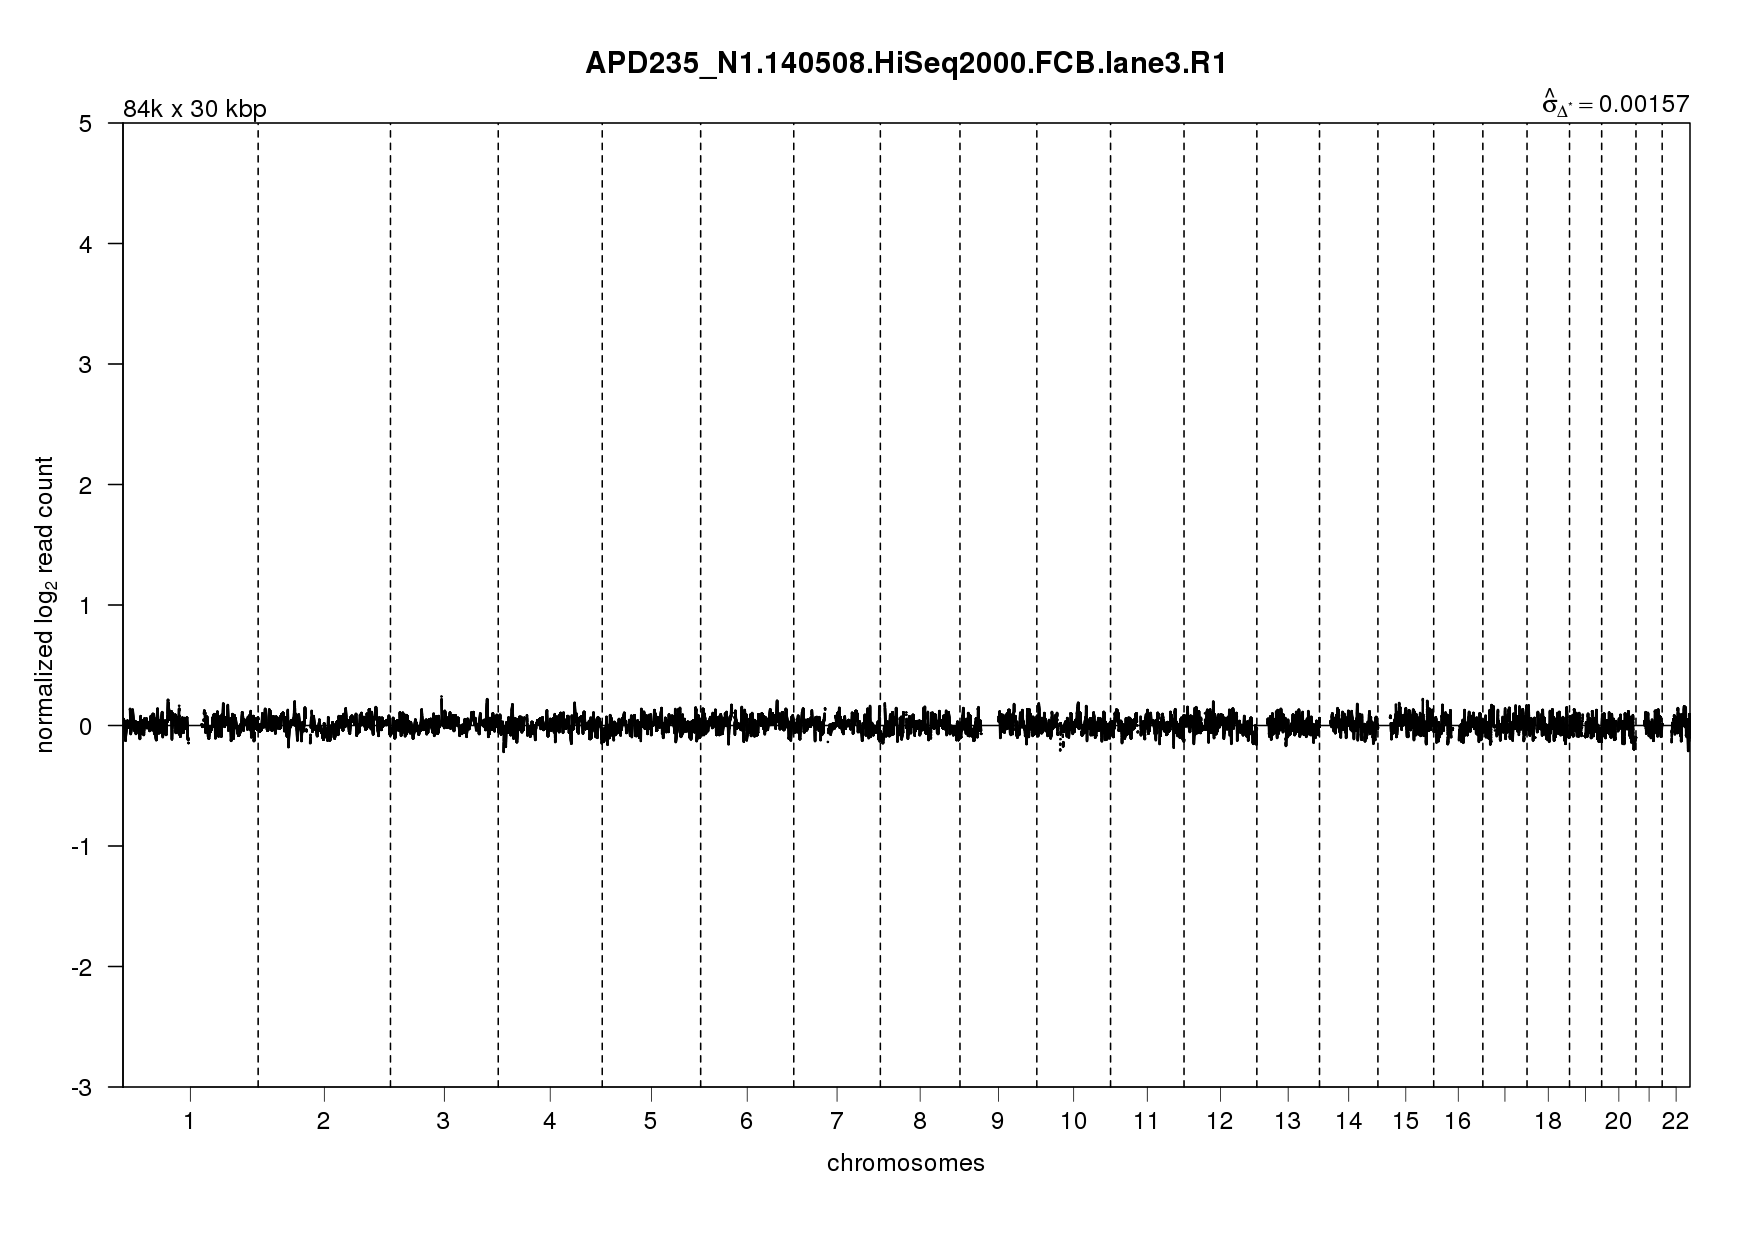 APD235_N1.140508.HiSeq2000.FCB.lane3.R1
84k x 30 kbp
σ̂Δ* = 0.00157
5
4
3
2
1
0
-1
-2
-3
normalized log₂ read count
1 2 3 4 5 6 7 8 9 10 11 12 13 14 15 16 18 20 22
chromosomes